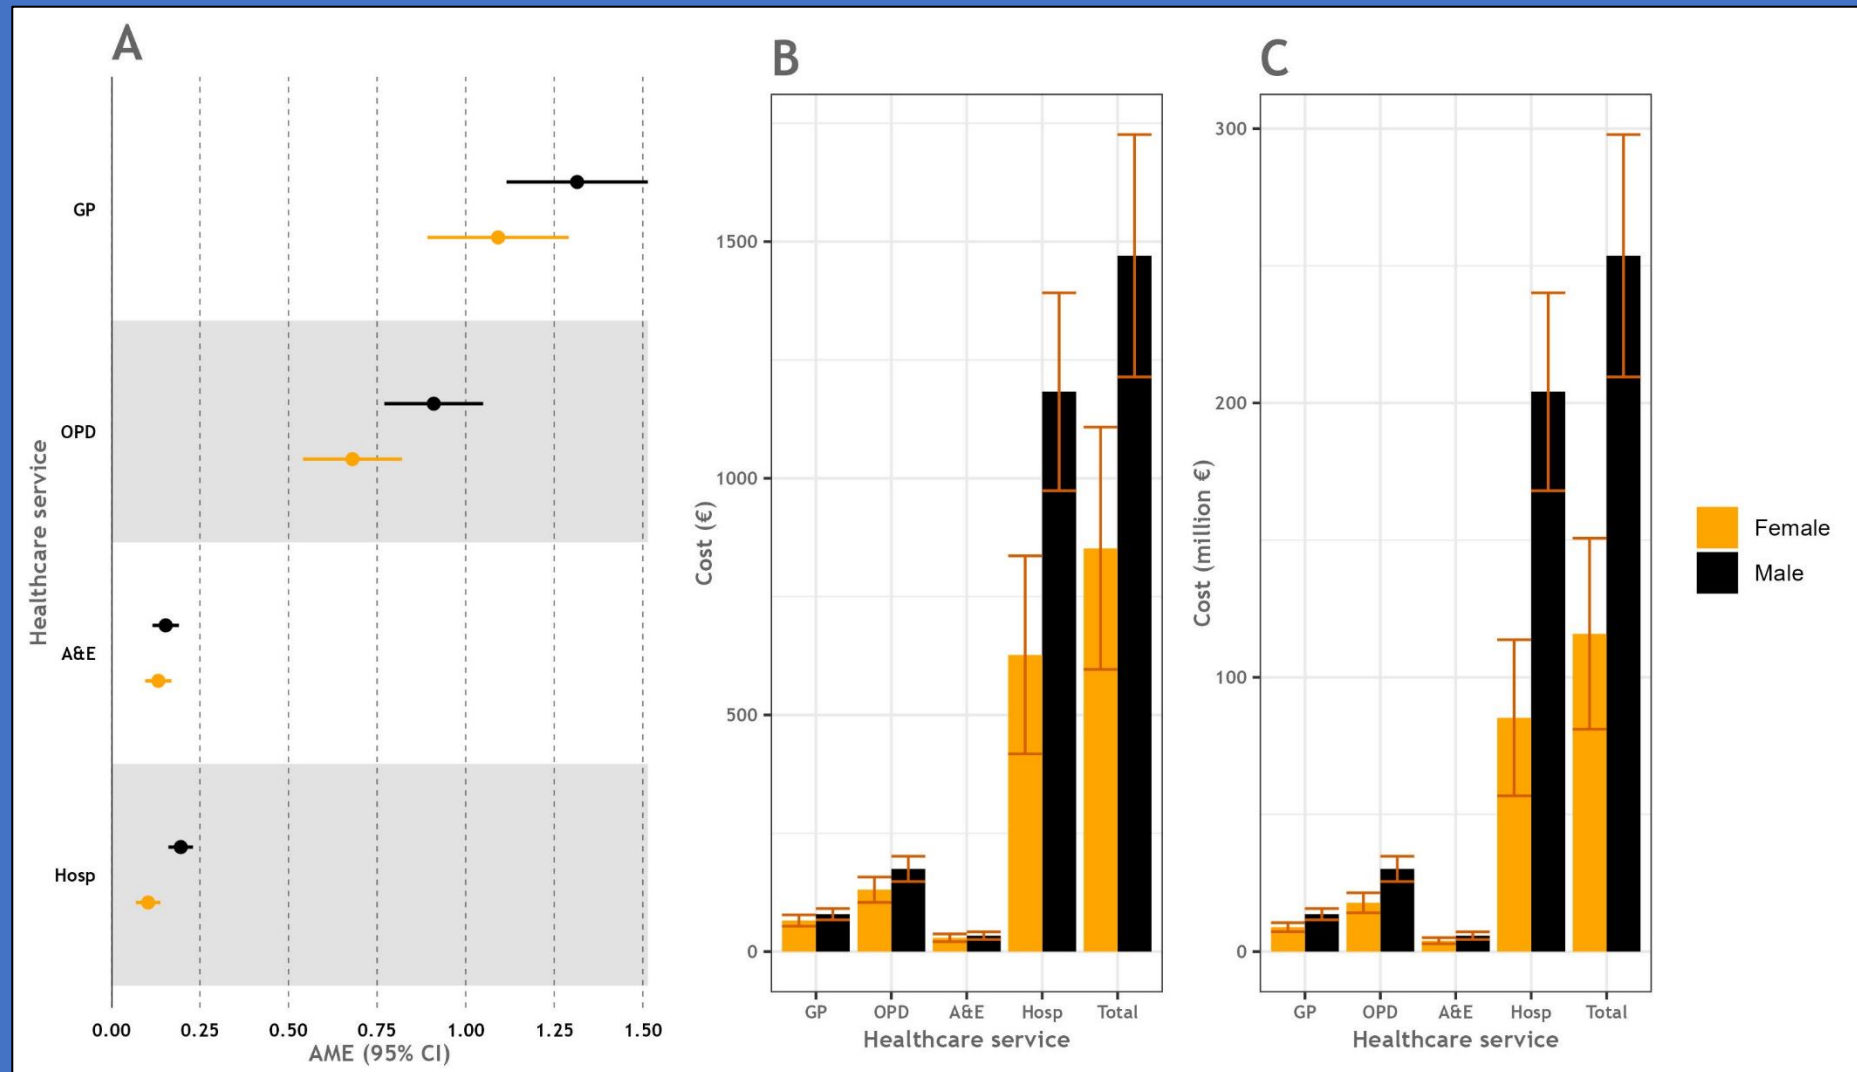 A
Healthcare service
GP
OPD
A&E
Hosp
0.00 0.25 0.50 0.75 1.00 1.25 1.50
AME (95% CI)
B
Cost (€)
1500
1000
500
0
GP OPD A&E Hosp Total
Healthcare service
C
Cost (million €)
300
200
100
0
GP OPD A&E Hosp Total
Healthcare service
Female
Male